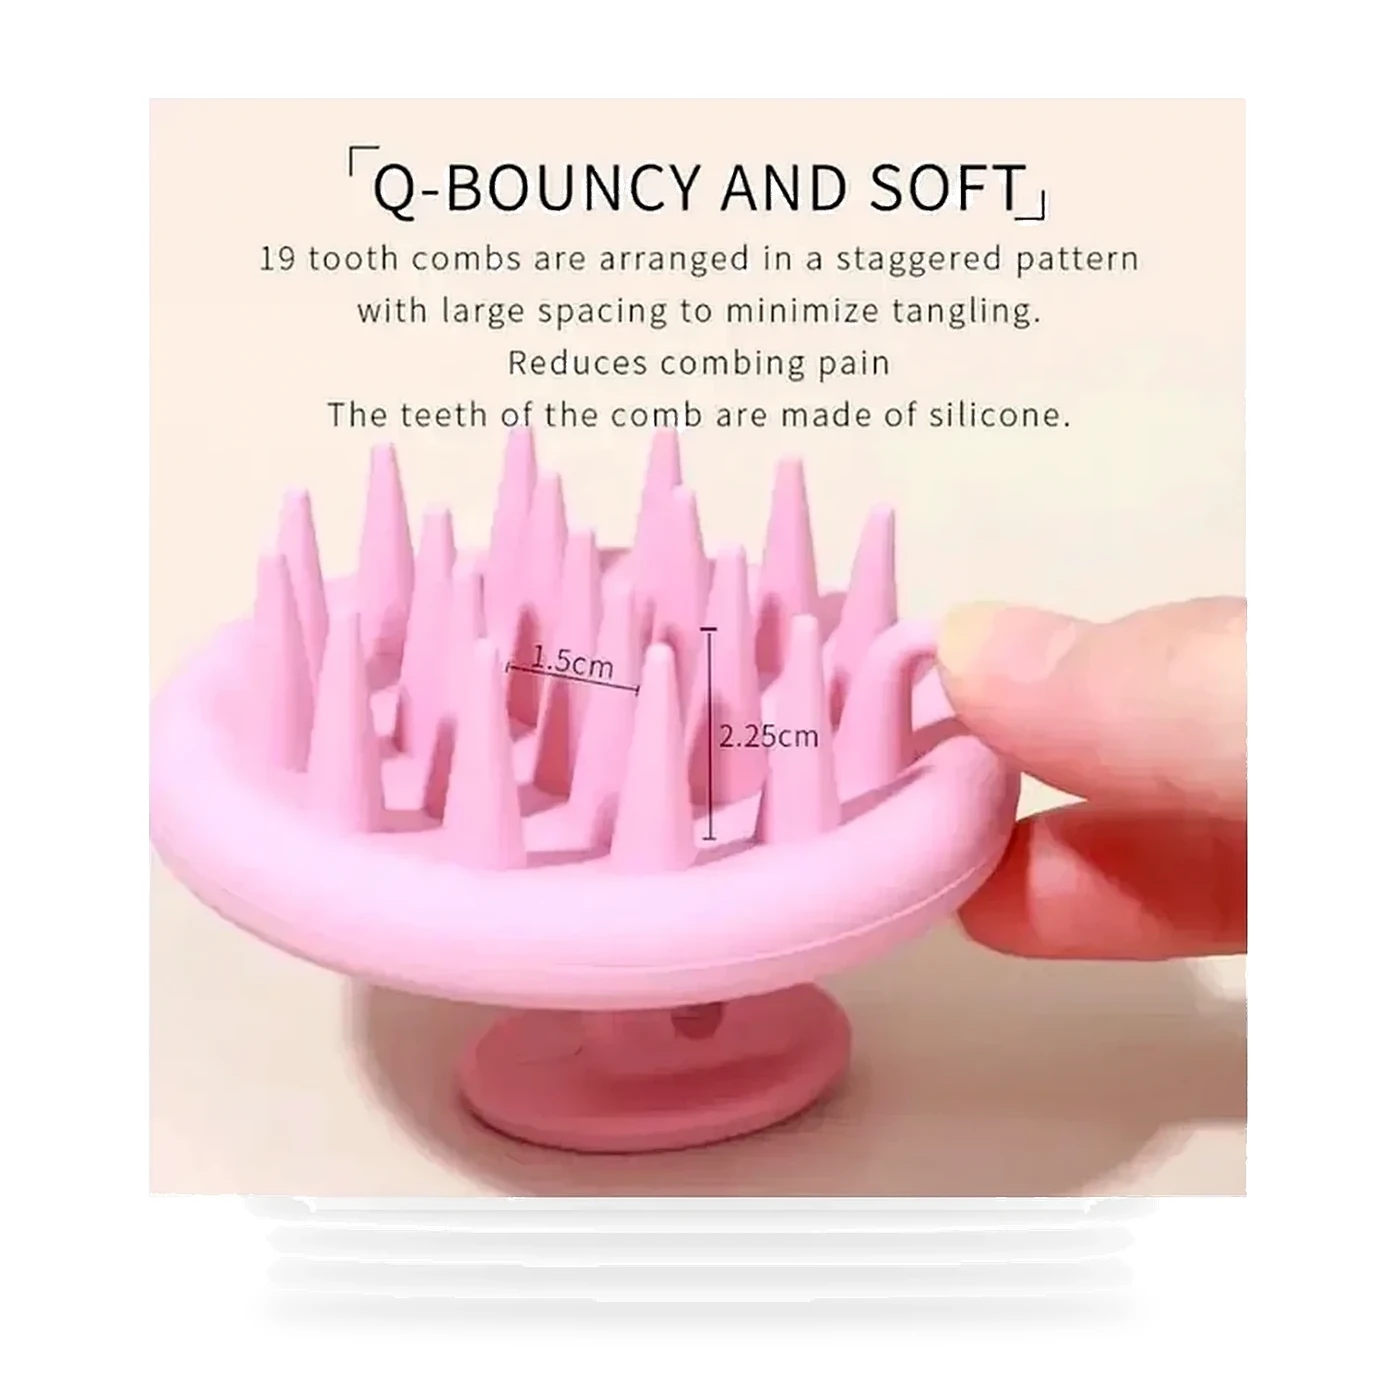 「Q-BOUNCY AND SOFT」
19 tooth combs are arranged in a staggered pattern
with large spacing to minimize tangling.
Reduces combing pain
The teeth of the comb are made of silicone.
1.5cm
2.25cm